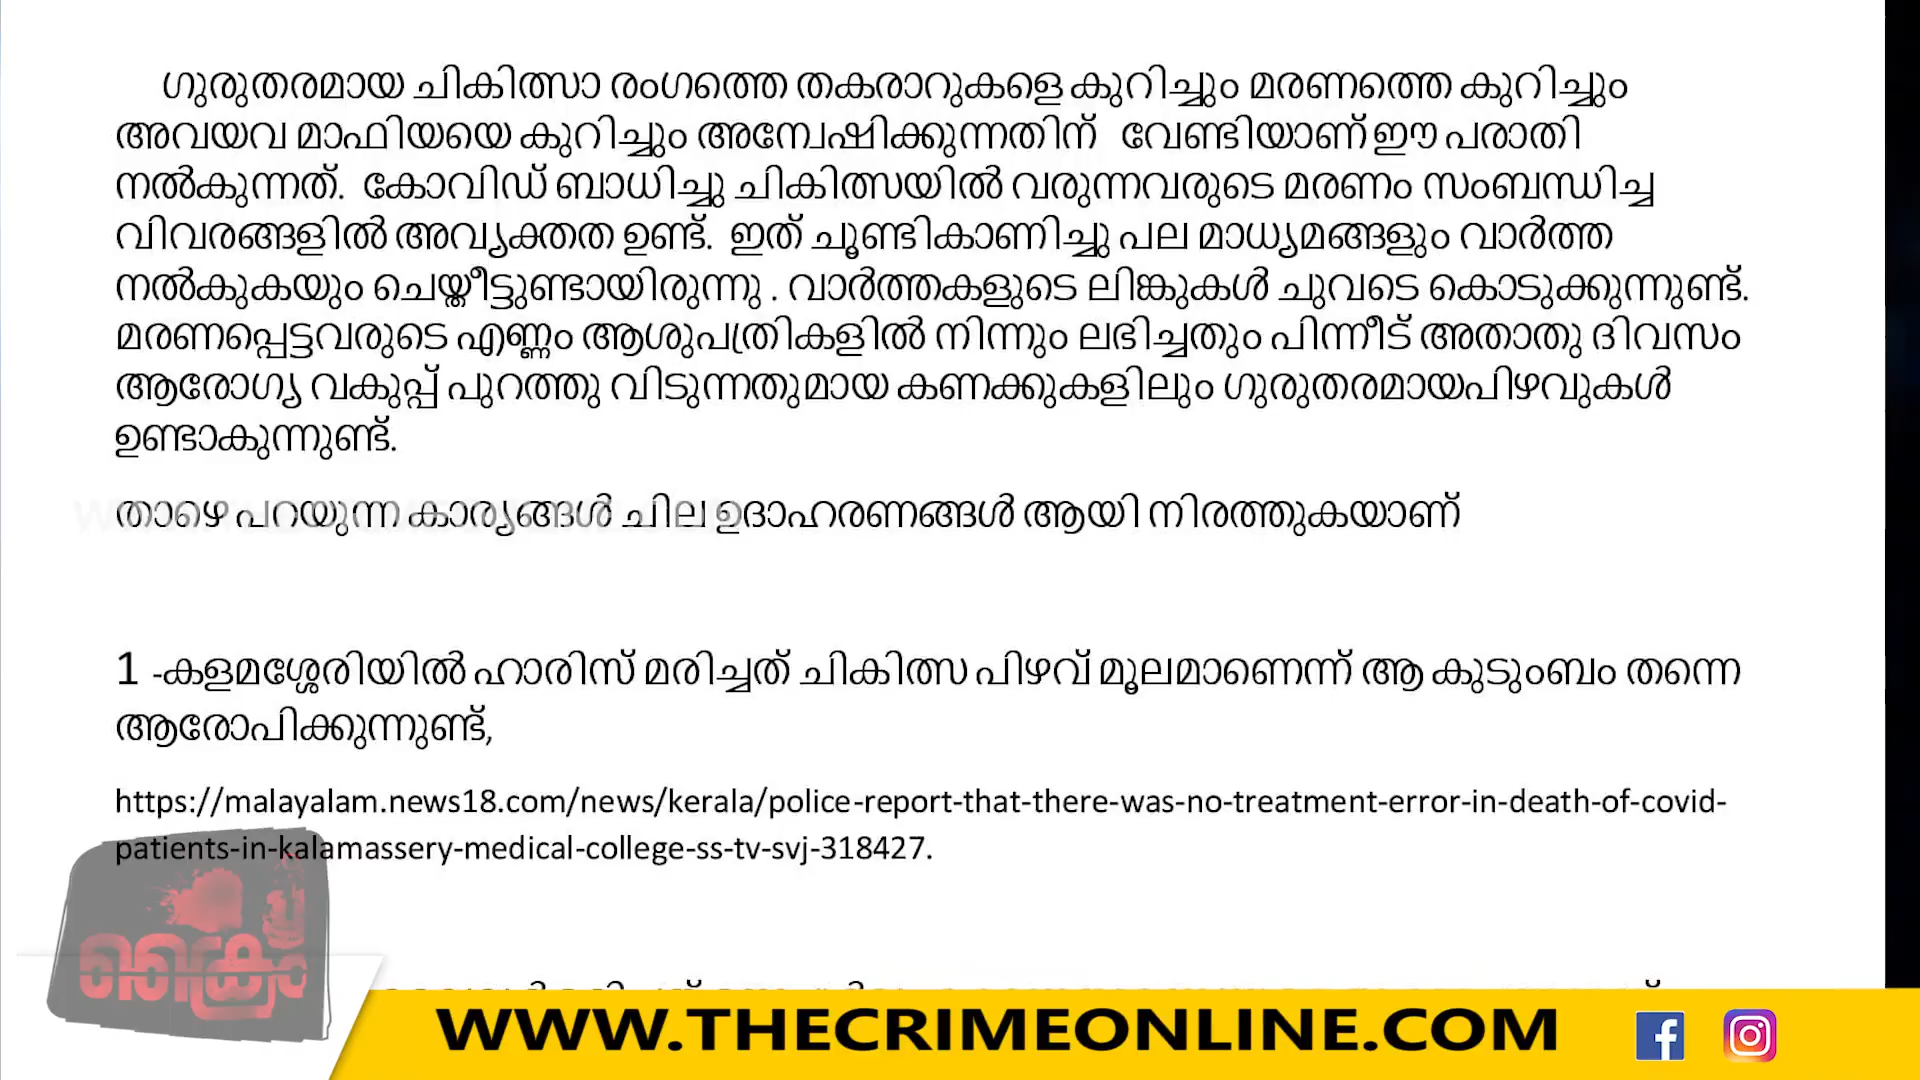 ഗുരുതരമായ ചികിത്സാ രംഗത്തെ തകരാറുകളെ കുറിച്ചും മരണത്തെ കുറിച്ചും
അവയവ മാഫിയയെ കുറിച്ചും അന്വേഷിക്കുന്നതിന് വേണ്ടിയാണ് ഈ പരാതി
നൽകുന്നത്. കോവിഡ് ബാധിച്ചു ചികിത്സയിൽ വരുന്നവരുടെ മരണം സംബന്ധിച്ച
വിവരങ്ങളിൽ അവ്യക്തത ഉണ്ട്. ഇത് ചൂണ്ടികാണിച്ചു പല മാധ്യമങ്ങളും വാർത്ത
നൽകുകയും ചെയ്തീട്ടുണ്ടായിരുന്നു . വാർത്തകളുടെ ലിങ്കുകൾ ചുവടെ കൊടുക്കുന്നുണ്ട്.
മരണപ്പെട്ടവരുടെ എണ്ണം ആശുപത്രികളിൽ നിന്നും ലഭിച്ചതും പിന്നീട് അതാതു ദിവസം
ആരോഗ്യ വകുപ്പ് പുറത്തു വിടുന്നതുമായ കണക്കുകളിലും ഗുരുതരമായപിഴവുകൾ
ഉണ്ടാകുന്നുണ്ട്.
താഴെ പറയുന്ന കാര്യങ്ങൾ ചില ഉദാഹരണങ്ങൾ ആയി നിരത്തുകയാണ്
1 -കളമശ്ശേരിയിൽ ഹാരിസ് മരിച്ചത് ചികിത്സ പിഴവ് മൂലമാണെന്ന് ആ കുടുംബം തന്നെ
ആരോപിക്കുന്നുണ്ട്,
https://malayalam.news18.com/news/kerala/police-report-that-there-was-no-treatment-error-in-death-of-covid-
patients-in-kalamassery-medical-college-ss-tv-svj-318427.
ക്രൈം
WWW.THECRIMEONLINE.COM